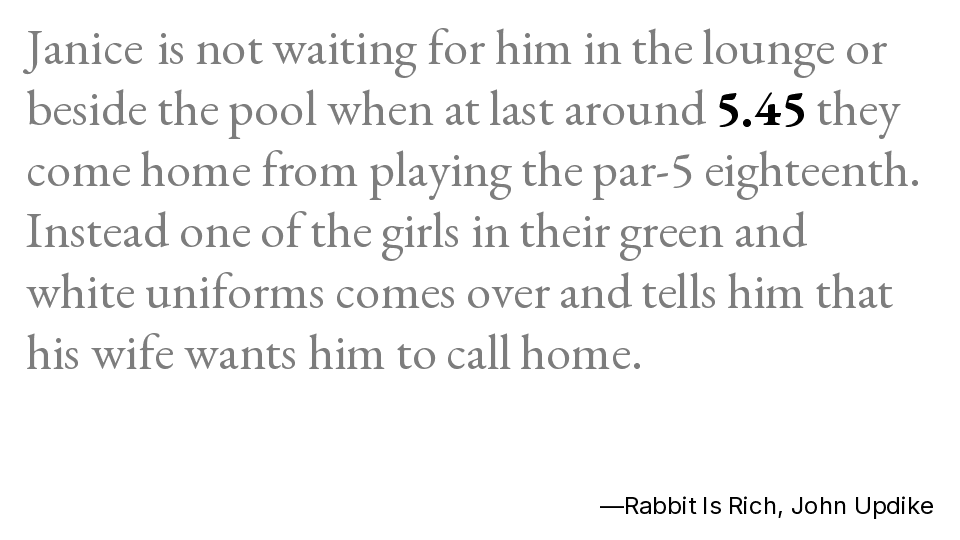 Janice is not waiting for him in the lounge or
beside the pool when at last around 5.45 they
come home from playing the par-5 eighteenth.
Instead one of the girls in their green and
white uniforms comes over and tells him that
his wife wants him to call home.
—Rabbit Is Rich, John Updike